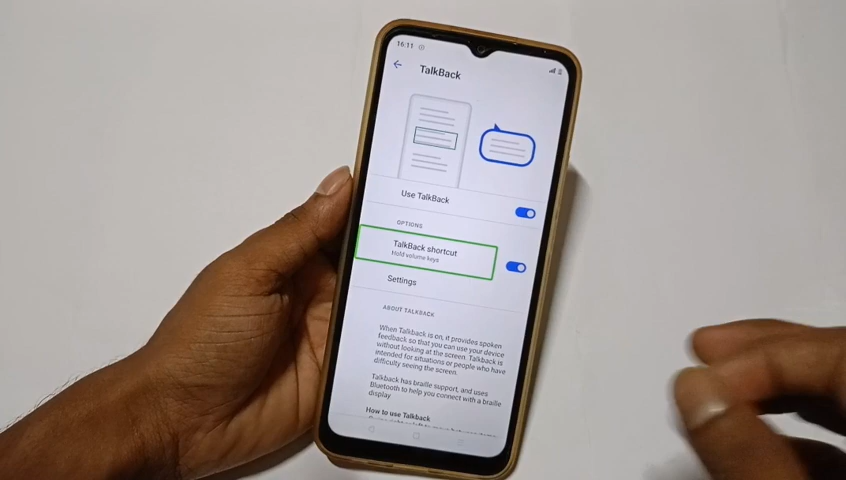 16:11
TalkBack
Use TalkBack
OPTIONS
TalkBack shortcut
Hold volume keys
Settings
ABOUT TALKBACK
When Talkback is on, it provides spoken
feedback so that you can use your device
without looking at the screen. Talkback is
intended for situations or people who have
difficulty seeing the screen.
Talkback has braille support, and uses
Bluetooth to help you connect with a braille
display
How to use Talkback